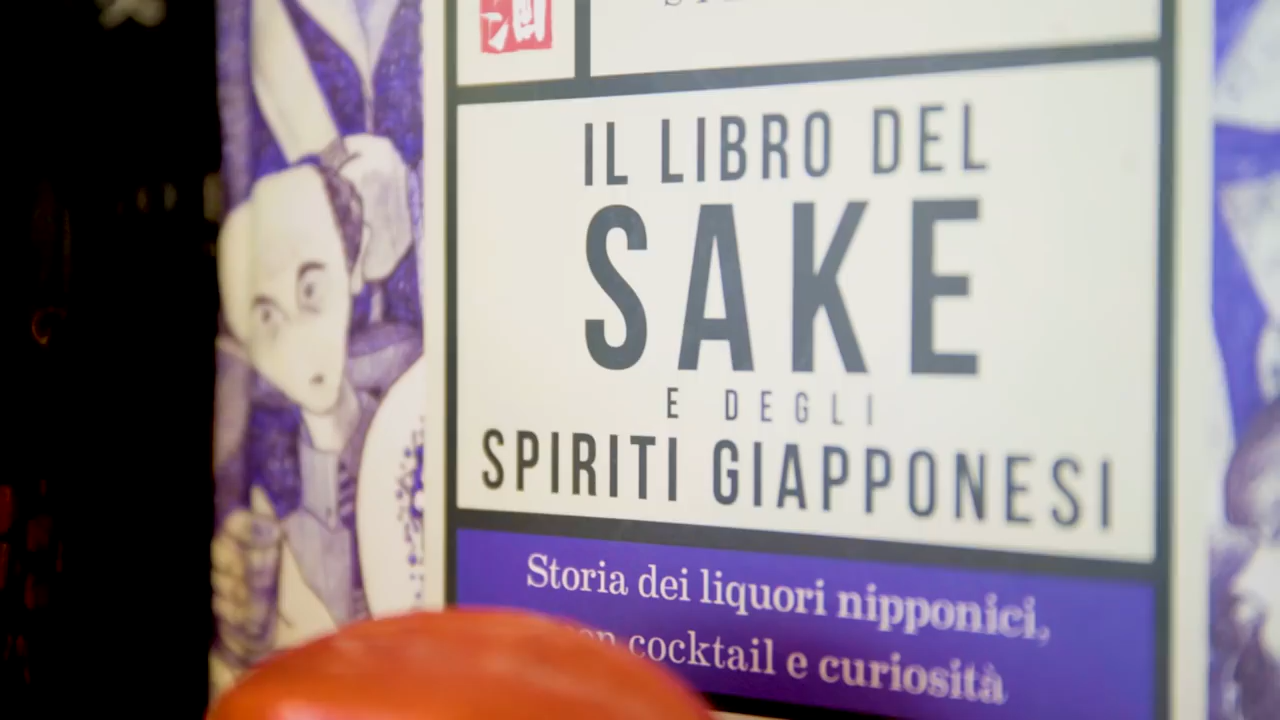 IL LIBRO DEL
SAKE
E DEGLI
SPIRITI GIAPPONESI
Storia dei liquori nipponici,
cocktail e curiosità